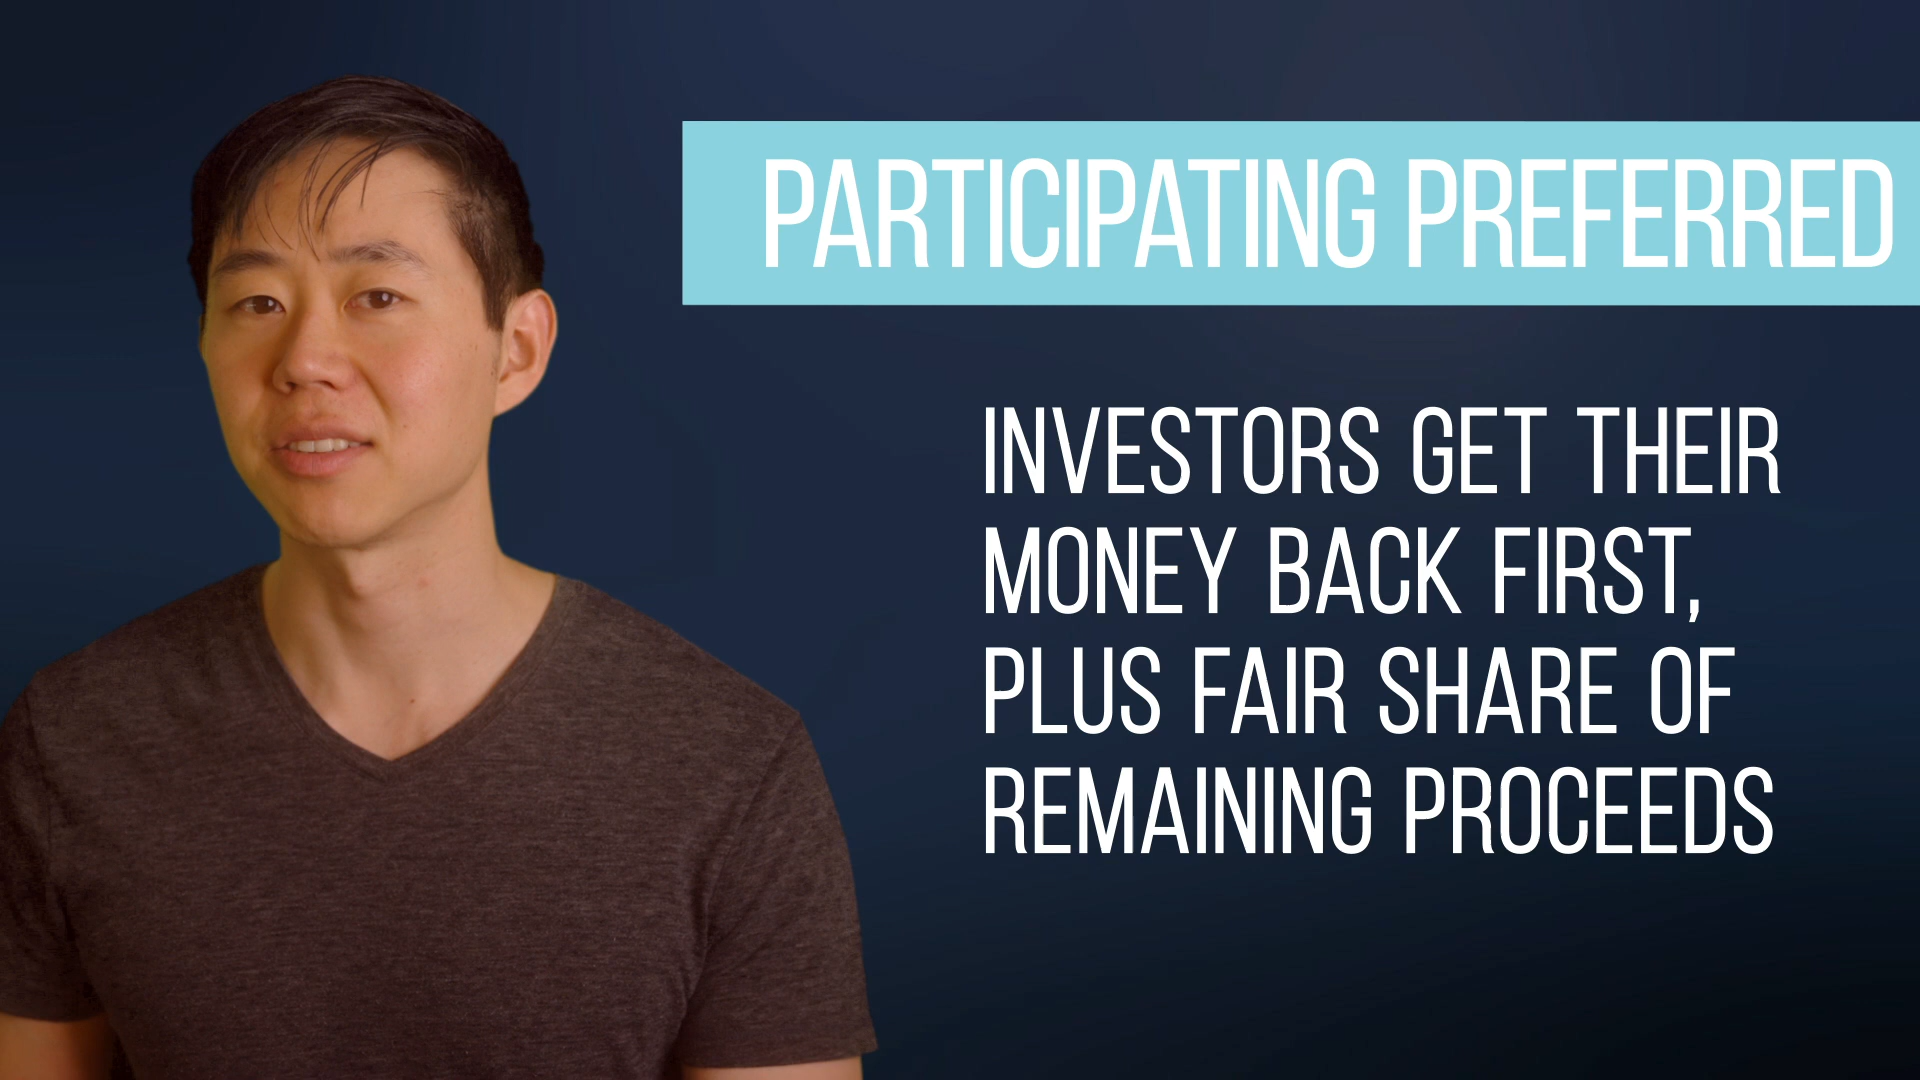 PARTICIPATING PREFERRED
INVESTORS GET THEIR
MONEY BACK FIRST,
PLUS FAIR SHARE OF
REMAINING PROCEEDS